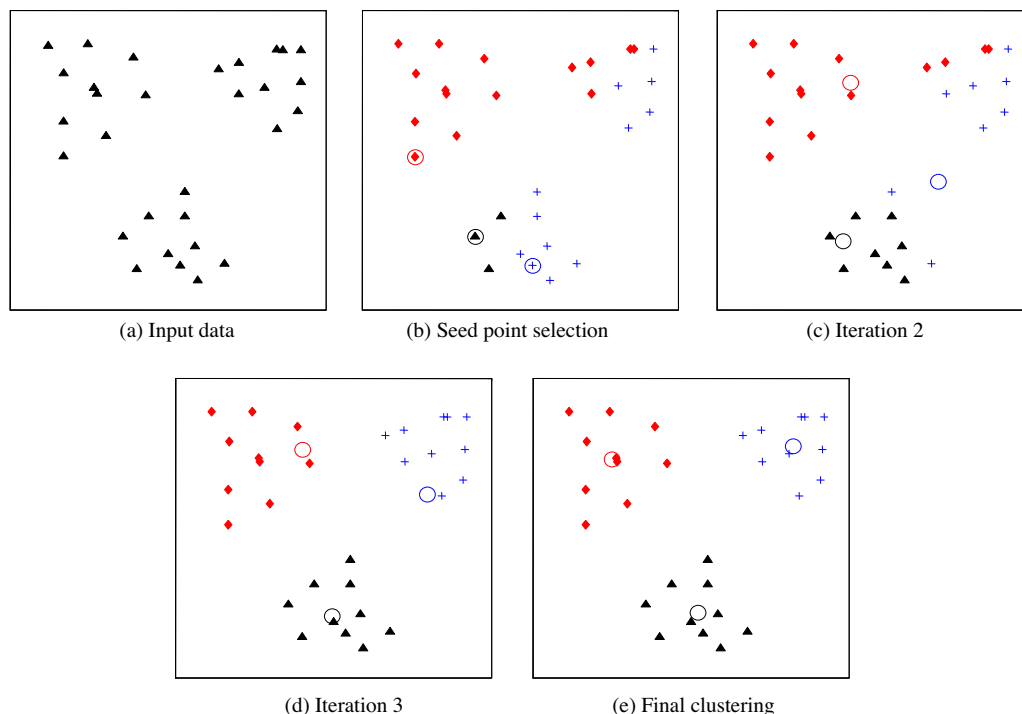 (a) Input data
(b) Seed point selection
(c) Iteration 2
(d) Iteration 3
(e) Final clustering